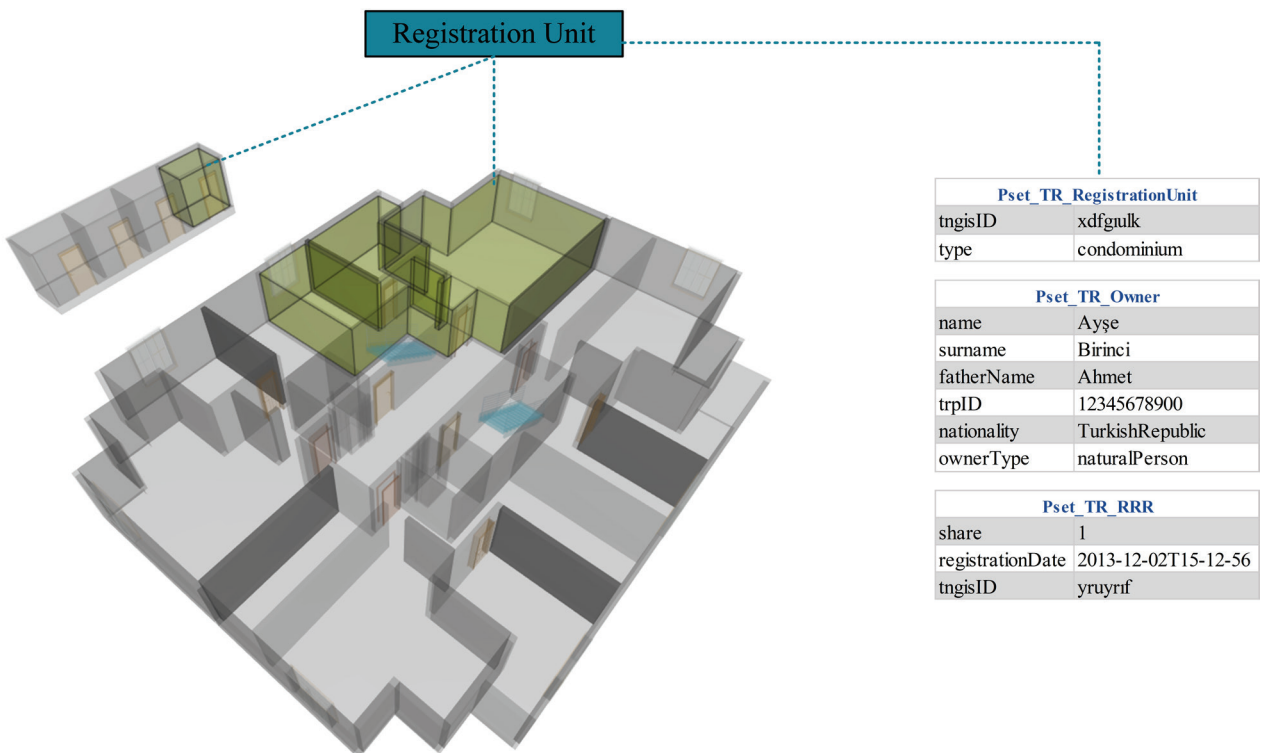 Registration Unit
Pset_TR_RegistrationUnit
tngisID xdfgıulk
type condominium
Pset_TR_Owner
name Ayşe
surname Birinci
fatherName Ahmet
trpID 12345678900
nationality TurkishRepublic
ownerType naturalPerson
Pset_TR_RRR
share 1
registrationDate 2013-12-02T15-12-56
tngisID yruyrıf